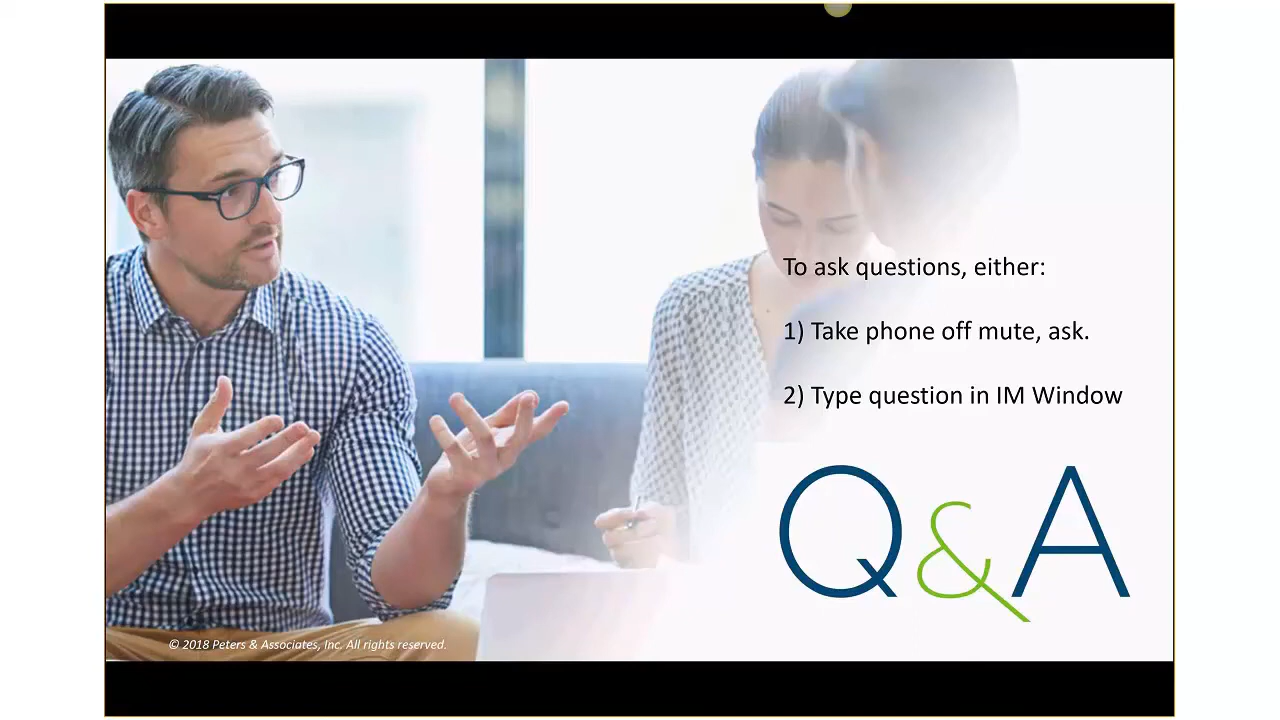 To ask questions, either:
1) Take phone off mute, ask.
2) Type question in IM Window
Q&A
© 2018 Peters & Associates, Inc. All rights reserved.